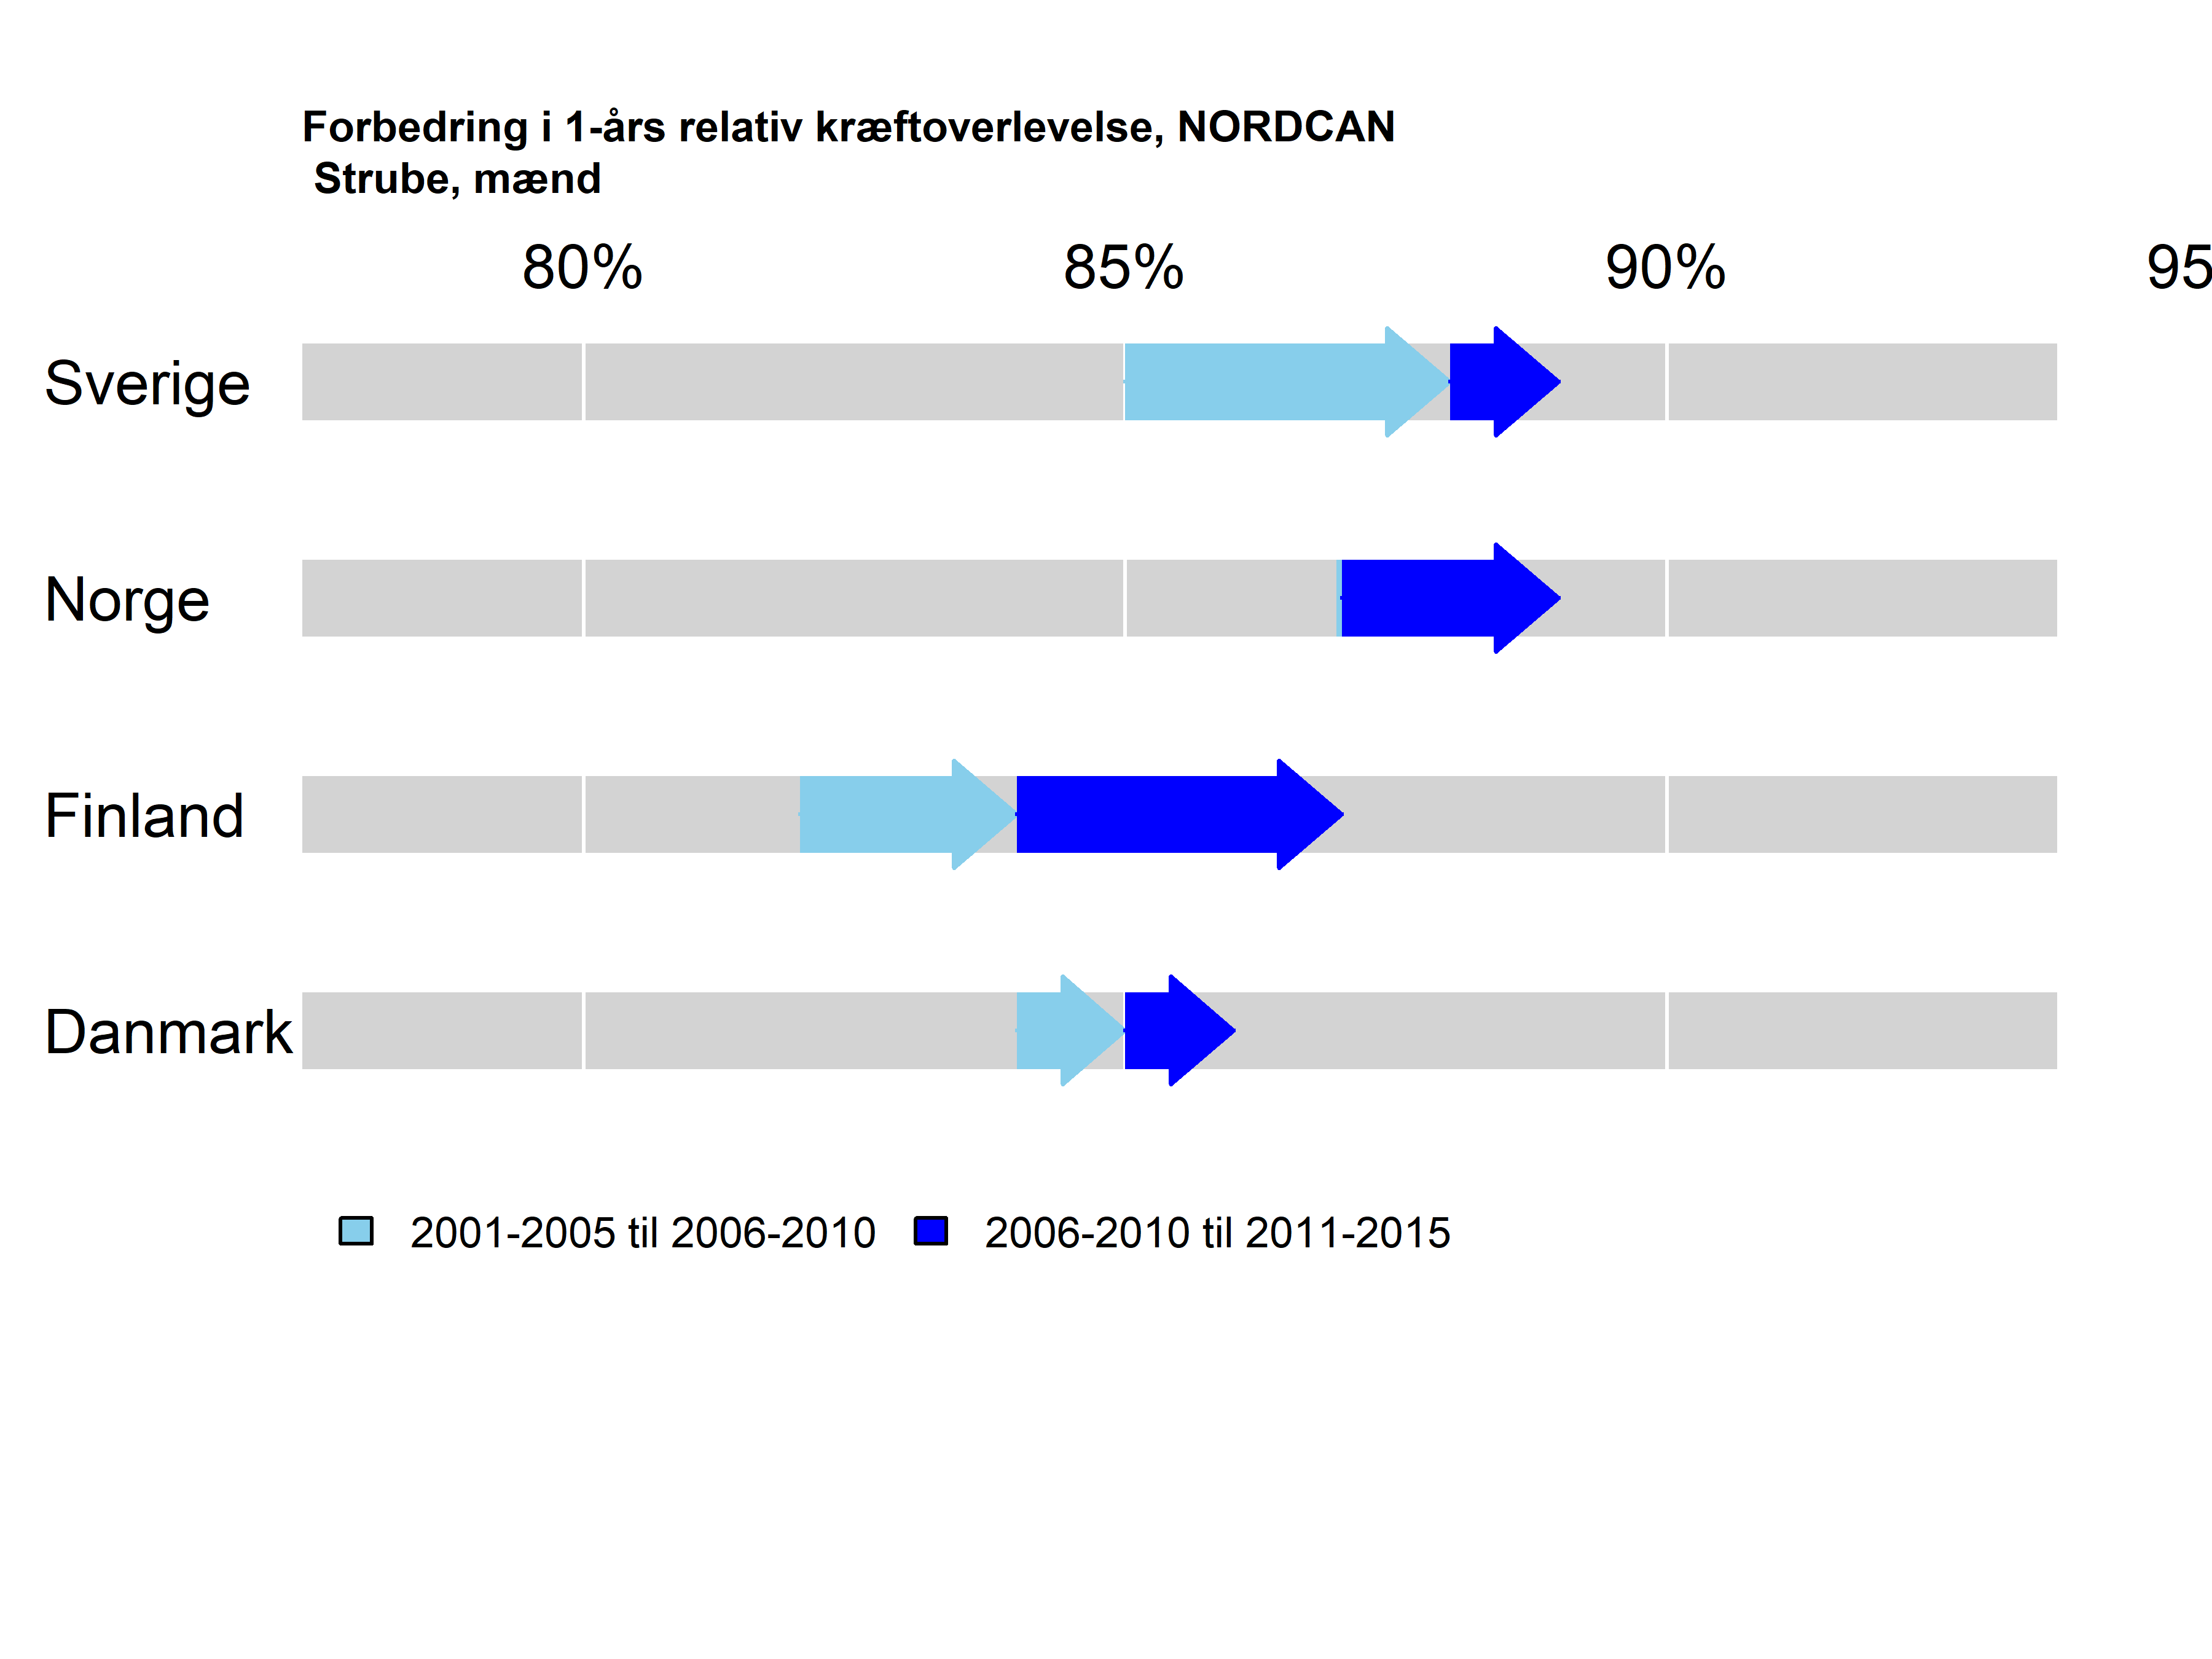 Forbedring i 1-års relativ kræftoverlevelse, NORDCAN
Strube, mænd
80% 85% 90% 95
Sverige
Norge
Finland
Danmark
2001-2005 til 2006-2010 2006-2010 til 2011-2015